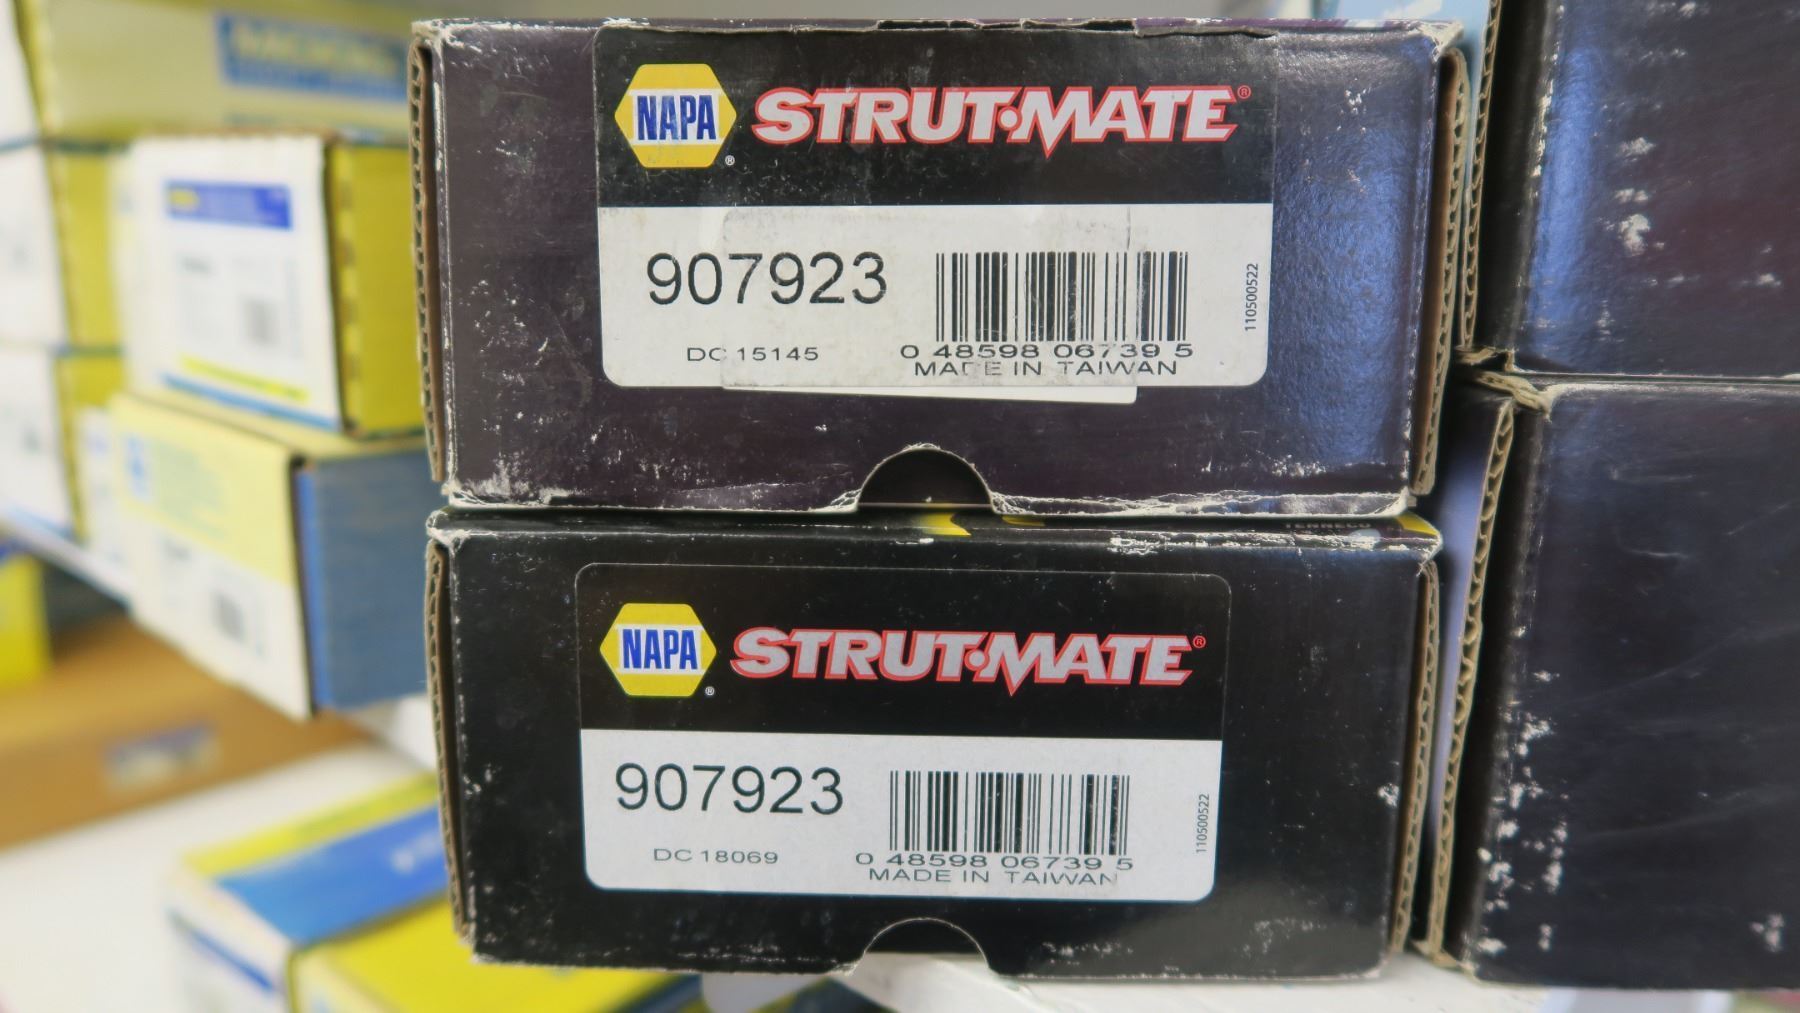 NAPA® STRUT•MATE®
907923
DC 15145
0 48598 06739 5
MADE IN TAIWAN
110500522
TENNECO
NAPA® STRUT•MATE®
907923
DC 18069
0 48598 06739 5
MADE IN TAIWAN
110500522